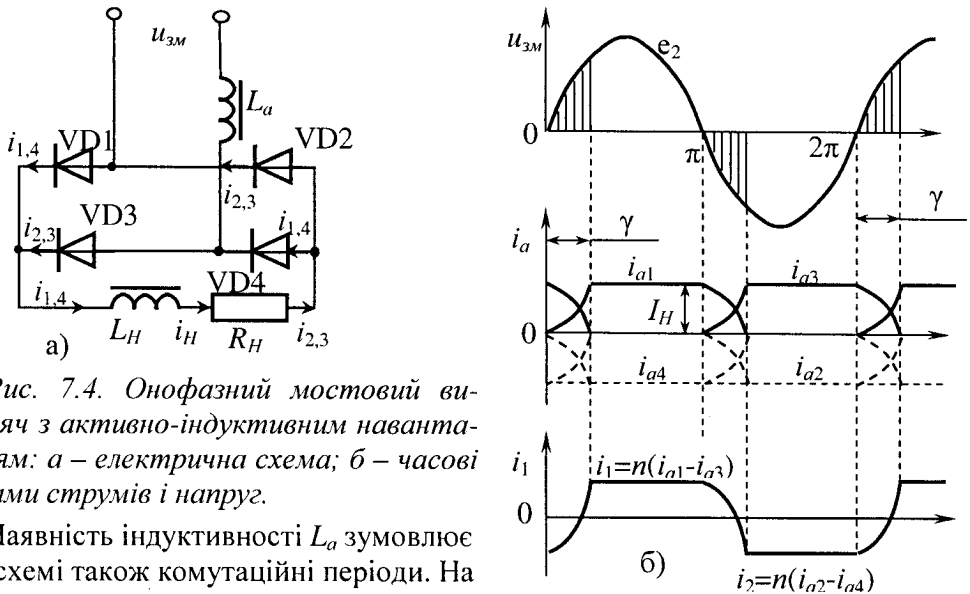 u_зм
L_a
i_1,4 VD1 VD2
i_2,3
i_2,3 VD3 i_1,4
VD4
i_1,4
L_H i_H R_H i_2,3
а)
Рис. 7.4. Онофазний мостовий ви-
яч з активно-індуктивним наванта-
ям: а – електрична схема; б – часові
ами струмів і напруг.
Маявність індуктивності L_a зумовлює
схемі також комутаційні періоди. На
u_зм e_2
0 π 2π
γ γ
i_a
i_a1 i_a3
I_H
0
i_a4 i_a2
i_1 i_1=n(i_a1-i_a3)
0
б)
i_2=n(i_a2-i_a4)